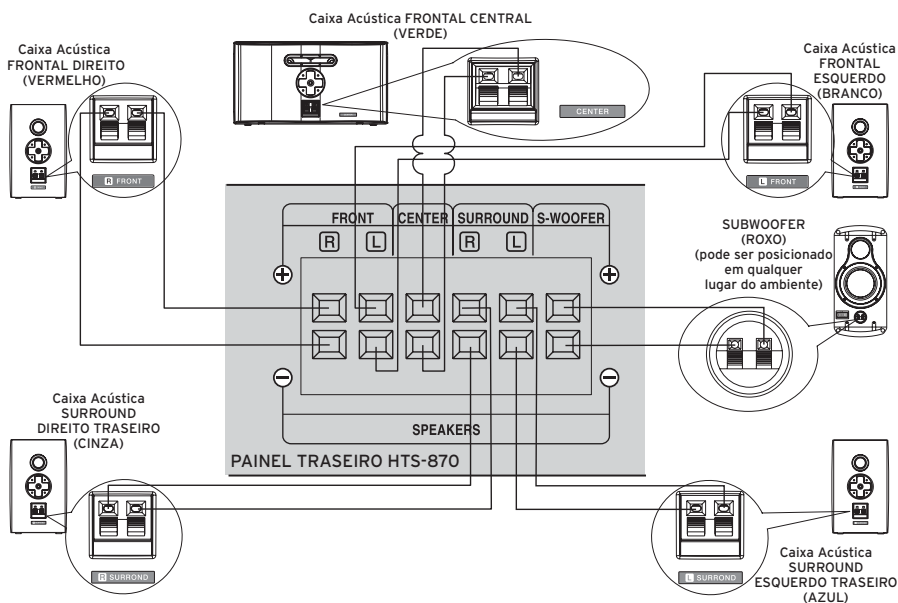 Caixa Acústica FRONTAL CENTRAL
(VERDE)
Caixa Acústica
FRONTAL DIREITO
(VERMELHO)
Caixa Acústica
FRONTAL
ESQUERDO
(BRANCO)
CENTER
R FRONT
L FRONT
FRONT
CENTER
SURROUND
S-WOOFER
R
L
R
L
+
+
SUBWOOFER
(ROXO)
(pode ser posicionado
em qualquer
lugar do ambiente)
−
−
SPEAKERS
PAINEL TRASEIRO HTS-870
Caixa Acústica
SURROUND
DIREITO TRASEIRO
(CINZA)
R SURROND
L SURROND
Caixa Acústica
SURROUND
ESQUERDO TRASEIRO
(AZUL)